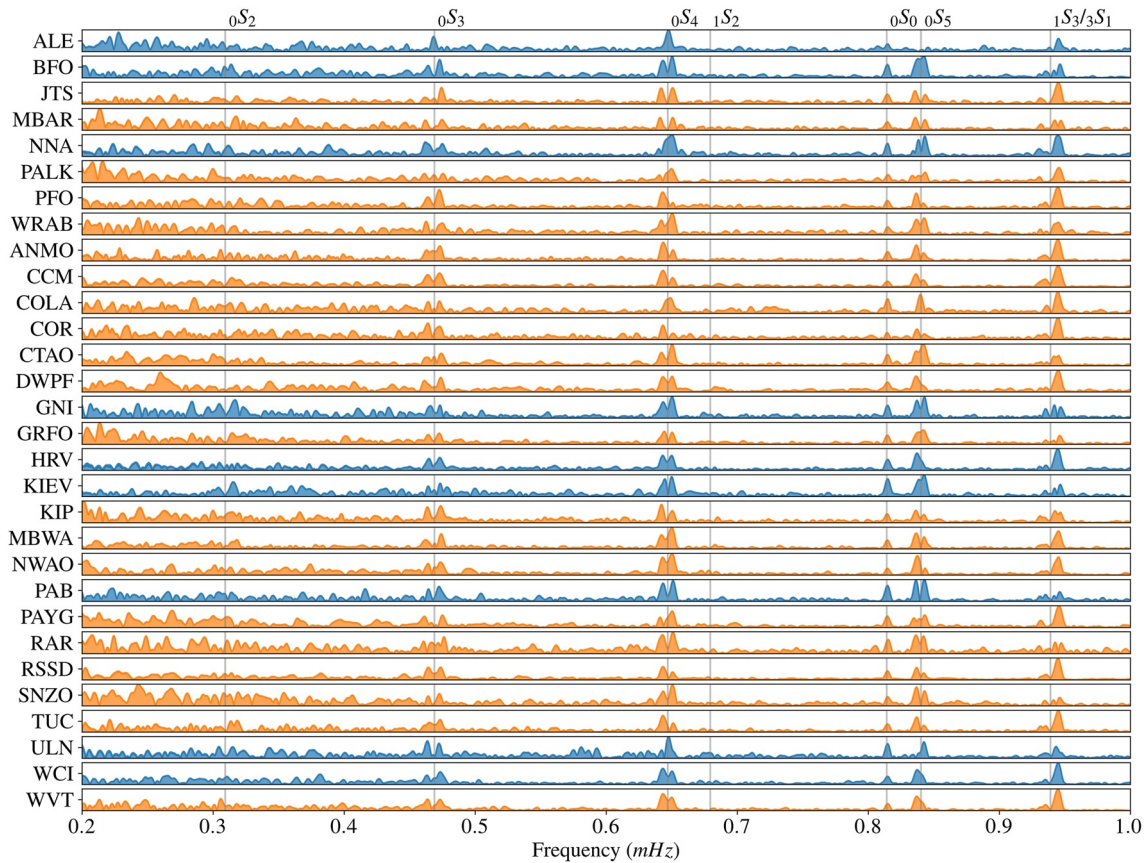 ₀S₂ ₀S₃ ₀S₄ ₁S₂ ₀S₀ ₀S₅ ₁S₃/₃S₁
ALE
BFO
JTS
MBAR
NNA
PALK
PFO
WRAB
ANMO
CCM
COLA
COR
CTAO
DWPF
GNI
GRFO
HRV
KIEV
KIP
MBWA
NWAO
PAB
PAYG
RAR
RSSD
SNZO
TUC
ULN
WCI
WVT
0.2 0.3 0.4 0.5 0.6 0.7 0.8 0.9 1.0
Frequency (mHz)